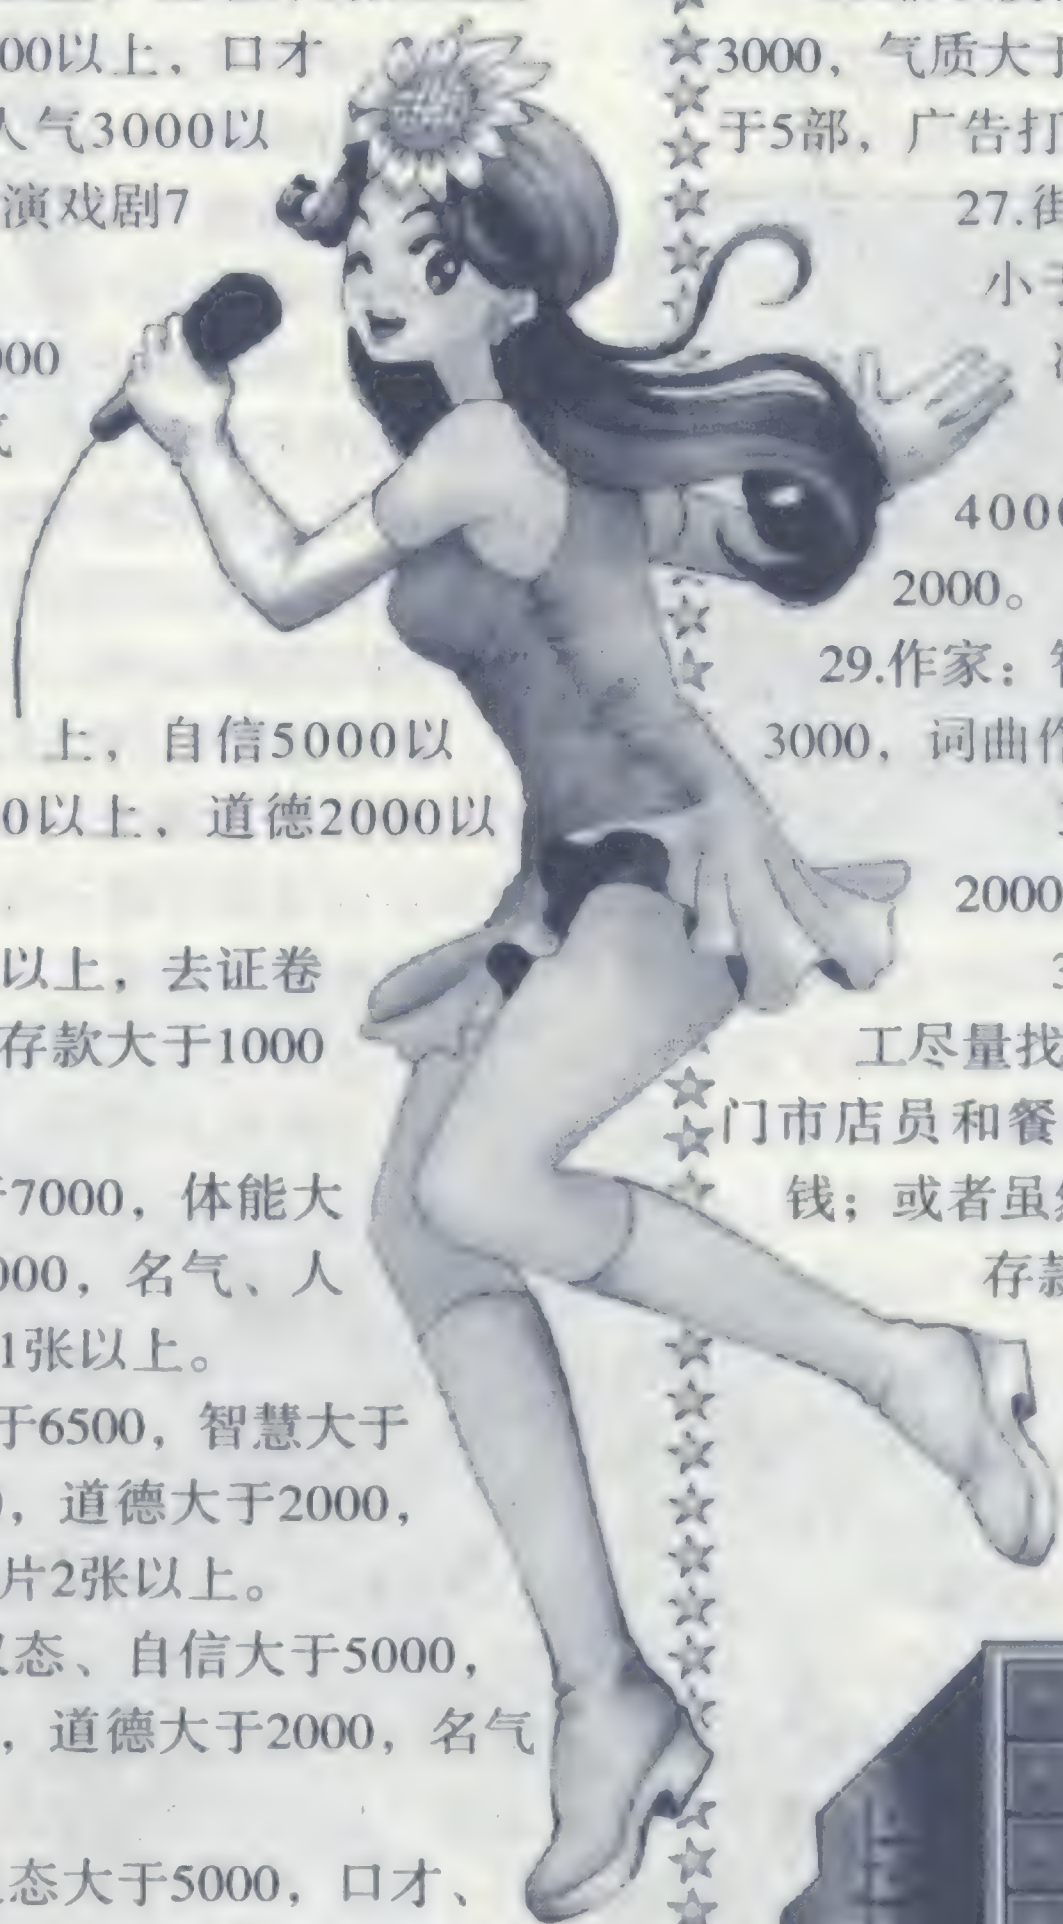 00以上，口才
人气3000以
演戏剧7
000
上，自信5000以
0以上，道德2000以
以上，去证卷
存款大于1000
于7000，体能大
000，名气、人
1张以上。
于6500，智慧大于
，道德大于2000，
片2张以上。
态、自信大于5000，
，道德大于2000，名气
态大于5000，口才、
3000，气质大于
于5部，广告打
27.街
小子
400
2000。
29.作家：智
3000，词曲作
2000
3
工尽量找
门市店员和餐
钱；或者虽然
存款